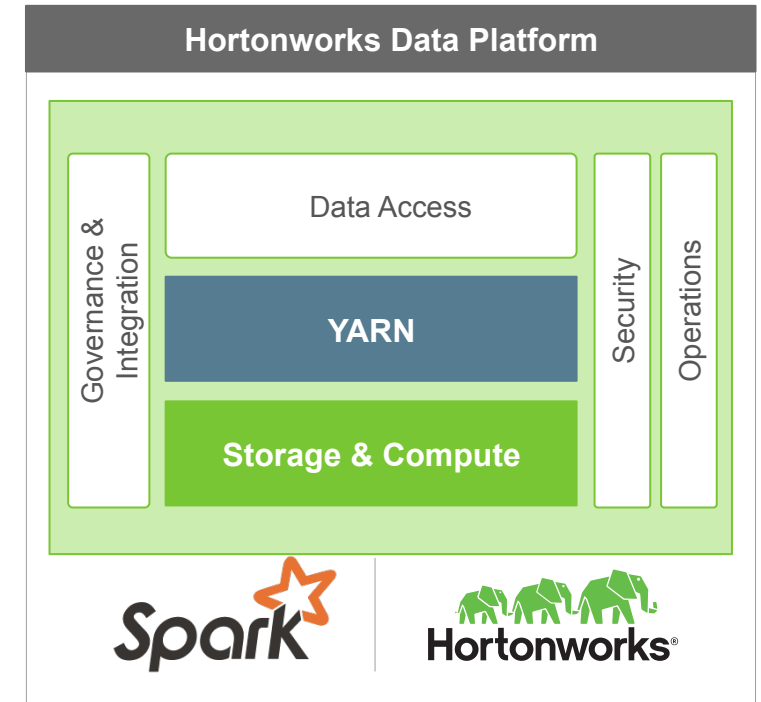 Hortonworks Data Platform
Governance &
Integration
Data Access
YARN
Storage & Compute
Security
Operations
Spark
Hortonworks®